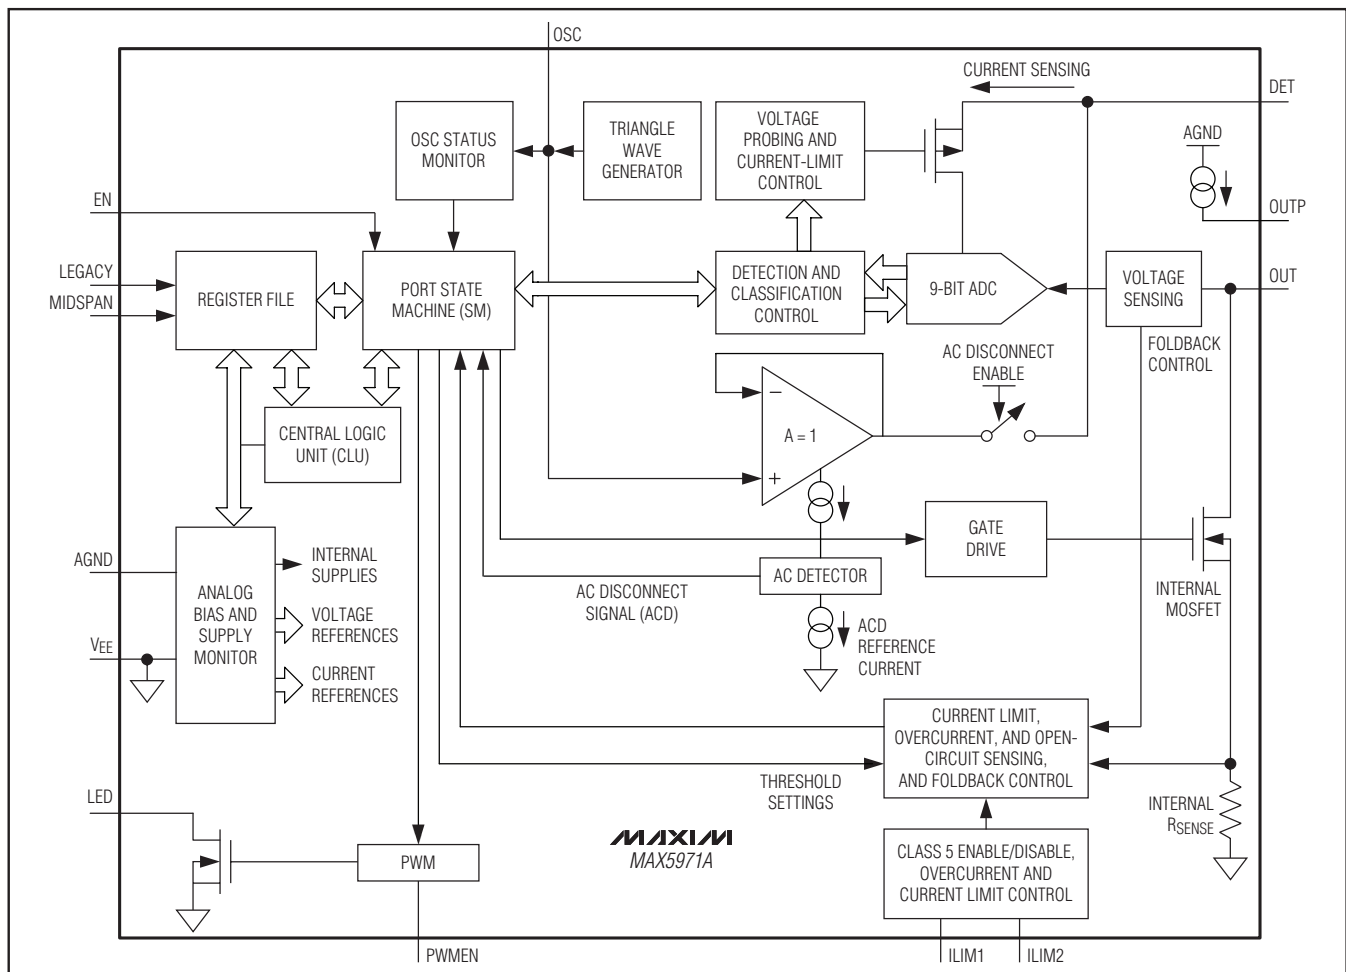 OSC
CURRENT SENSING
DET
OSC STATUS
MONITOR
TRIANGLE
WAVE
GENERATOR
VOLTAGE
PROBING AND
CURRENT-LIMIT
CONTROL
AGND
OUTP
EN
LEGACY
MIDSPAN
REGISTER FILE
PORT STATE
MACHINE (SM)
DETECTION AND
CLASSIFICATION
CONTROL
9-BIT ADC
VOLTAGE
SENSING
OUT
FOLDBACK
CONTROL
AC DISCONNECT
ENABLE
−
A = 1
+
CENTRAL LOGIC
UNIT (CLU)
GATE
DRIVE
INTERNAL
MOSFET
AGND
VEE
ANALOG
BIAS AND
SUPPLY
MONITOR
INTERNAL
SUPPLIES
VOLTAGE
REFERENCES
CURRENT
REFERENCES
AC DISCONNECT
SIGNAL (ACD)
AC DETECTOR
ACD
REFERENCE
CURRENT
CURRENT LIMIT,
OVERCURRENT, AND OPEN-
CIRCUIT SENSING,
AND FOLDBACK CONTROL
THRESHOLD
SETTINGS
INTERNAL
RSENSE
LED
PWM
MAXIM
MAX5971A
CLASS 5 ENABLE/DISABLE,
OVERCURRENT AND
CURRENT LIMIT CONTROL
PWMEN
ILIM1
ILIM2